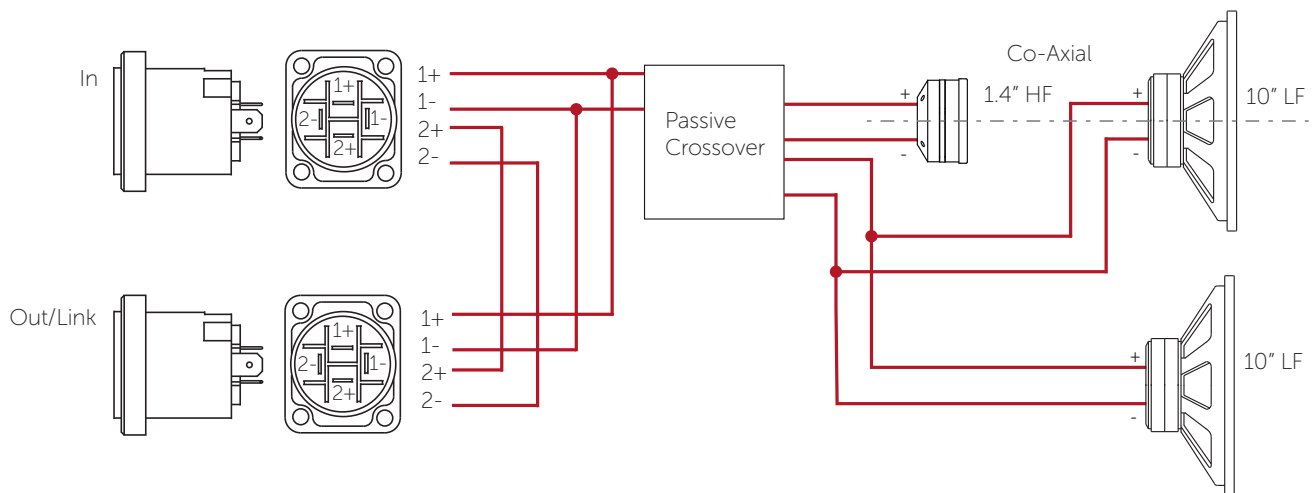 In
1+
2-
1-
2+
1+
1-
2+
2-
Passive
Crossover
Co-Axial
1.4” HF
+
-
+
-
10” LF
Out/Link
1+
2-
1-
2+
1+
1-
2+
2-
+
-
10” LF